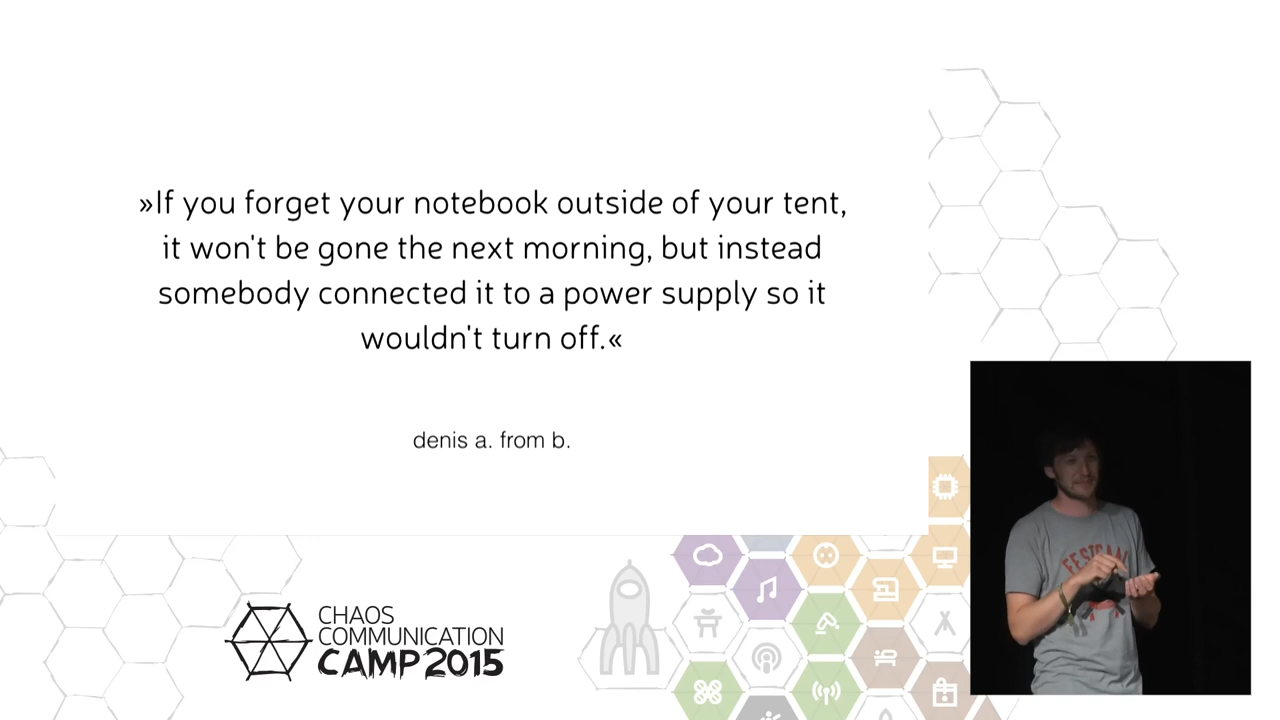 »If you forget your notebook outside of your tent,
it won't be gone the next morning, but instead
somebody connected it to a power supply so it
wouldn't turn off.«
denis a. from b.
CHAOS
COMMUNICATION
CAMP 2015